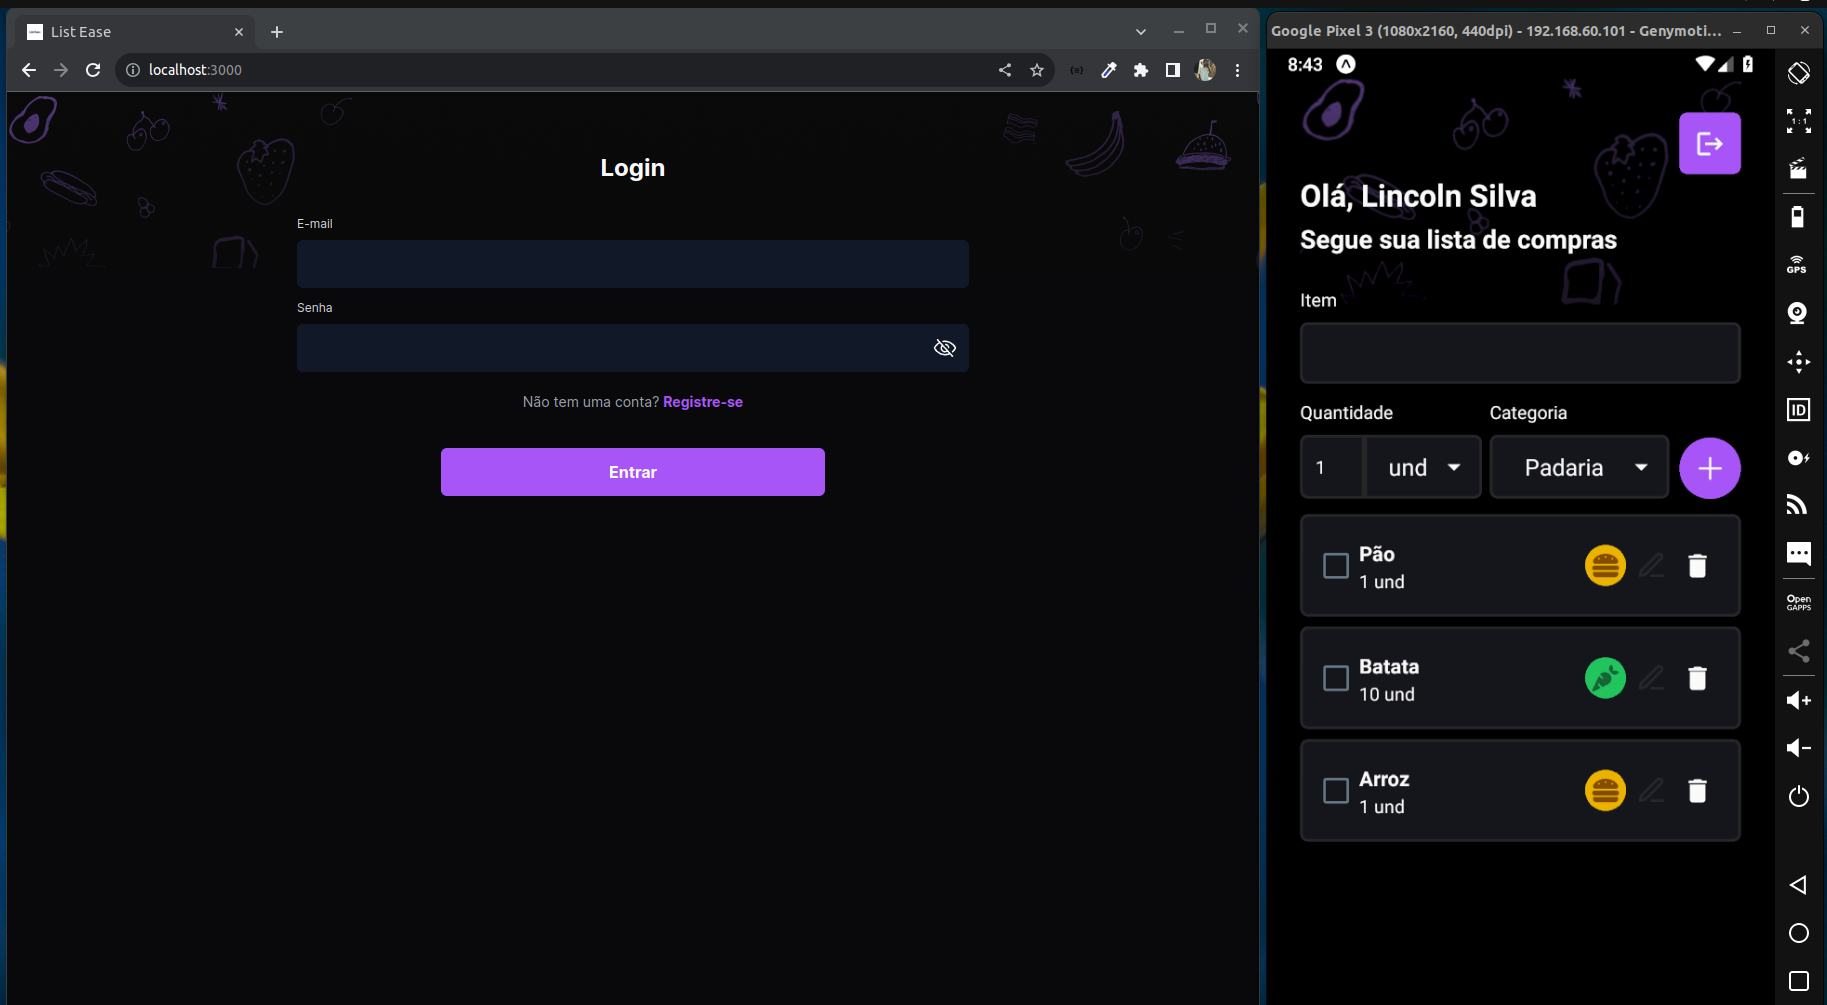 List Ease
localhost:3000
Login
E-mail
Senha
Não tem uma conta? Registre-se
Entrar
Google Pixel 3 (1080x2160, 440dpi) - 192.168.60.101 - Genymoti...
8:43
Olá, Lincoln Silva
Segue sua lista de compras
Item
Quantidade
Categoria
1
und
Padaria
Pão
1 und
Batata
10 und
Arroz
1 und
1:1
GPS
ID
Open
GAPPS